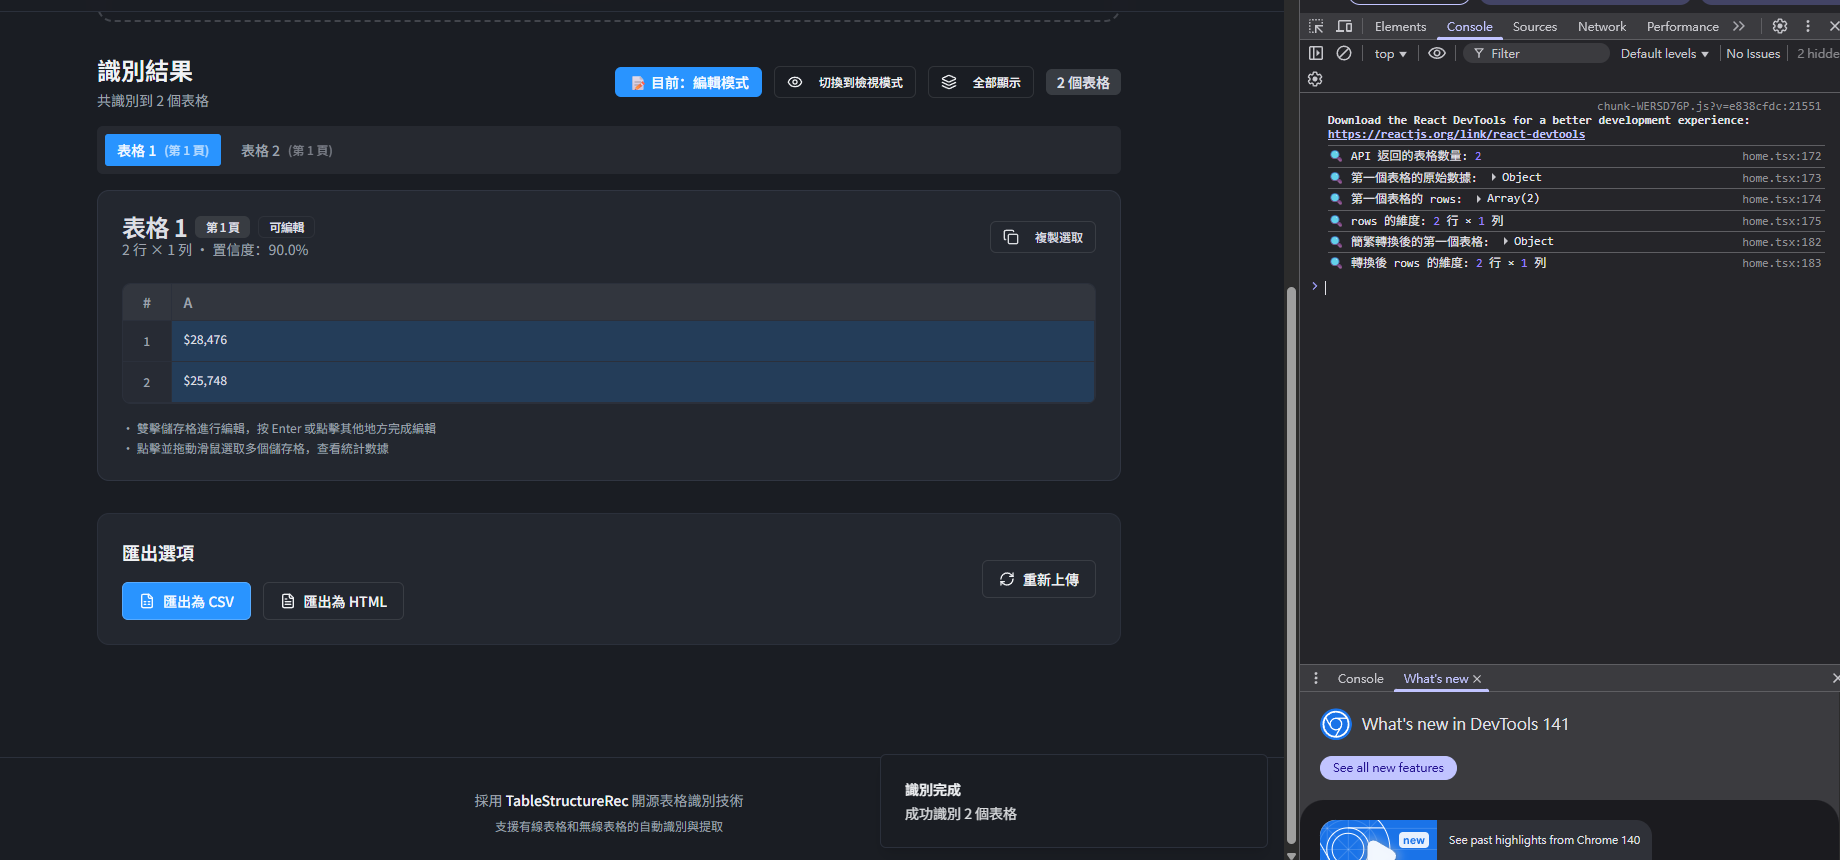 識別結果
共識別到 2 個表格
目前：編輯模式
切換到檢視模式
全部顯示
2 個表格
表格 1 (第 1 頁)
表格 2 (第 1 頁)
表格 1 第 1 頁 可編輯
2 行 × 1 列 • 置信度：90.0%
複製選取
# A
1 $28,476
2 $25,748
• 雙擊儲存格進行編輯，按 Enter 或點擊其他地方完成編輯
• 點擊並拖動滑鼠選取多個儲存格，查看統計數據
匯出選項
匯出為 CSV
匯出為 HTML
重新上傳
採用 TableStructureRec 開源表格識別技術
支援有線表格和無線表格的自動識別與提取
識別完成
成功識別 2 個表格
Elements Console Sources Network Performance
top Filter Default levels No Issues 2 hidde
chunk-WERSD76P.js?v=e838cfdc:21551
Download the React DevTools for a better development experience:
https://reactjs.org/link/react-devtools
API 返回的表格數量: 2 home.tsx:172
第一個表格的原始數據: Object home.tsx:173
第一個表格的 rows: Array(2) home.tsx:174
rows 的維度: 2 行 × 1 列 home.tsx:175
簡繁轉換後的第一個表格: Object home.tsx:182
轉換後 rows 的維度: 2 行 × 1 列 home.tsx:183
Console What's new
What's new in DevTools 141
See all new features
new
See past highlights from Chrome 140